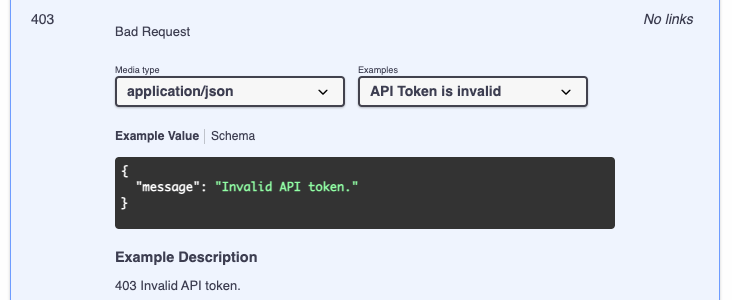 403
No links
Bad Request
Media type
Examples
application/json
API Token is invalid
Example Value
Schema
{
"message": "Invalid API token."
}
Example Description
403 Invalid API token.